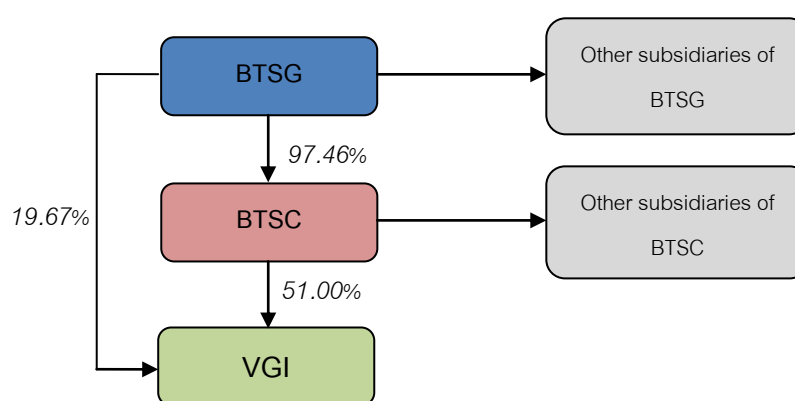 BTSG
Other subsidiaries of
BTSG
97.46%
19.67%
BTSC
Other subsidiaries of
BTSC
51.00%
VGI